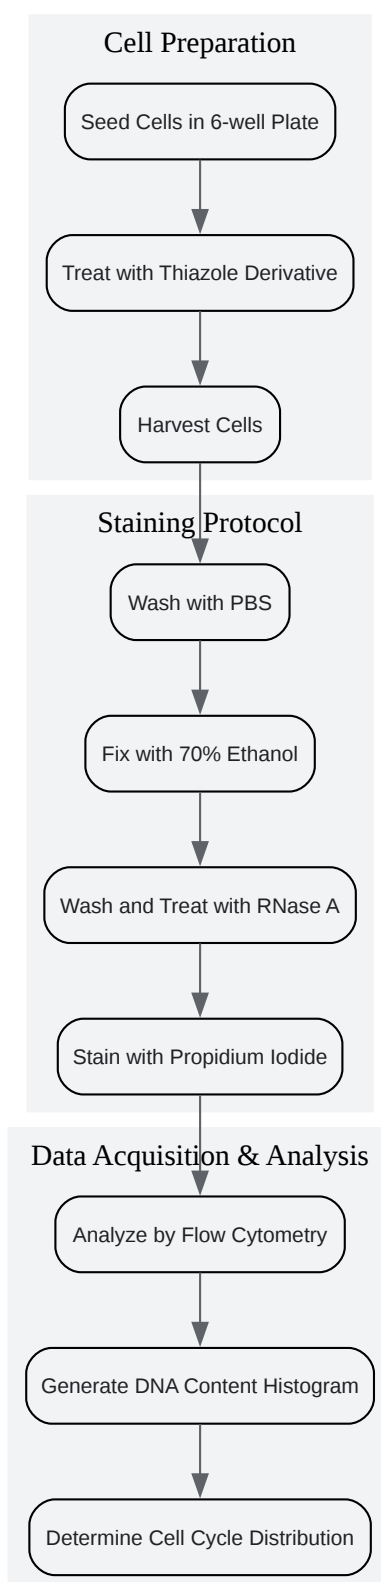 Cell Preparation
Seed Cells in 6-well Plate
Treat with Thiazole Derivative
Harvest Cells
Staining Protocol
Wash with PBS
Fix with 70% Ethanol
Wash and Treat with RNase A
Stain with Propidium Iodide
Data Acquisition & Analysis
Analyze by Flow Cytometry
Generate DNA Content Histogram
Determine Cell Cycle Distribution